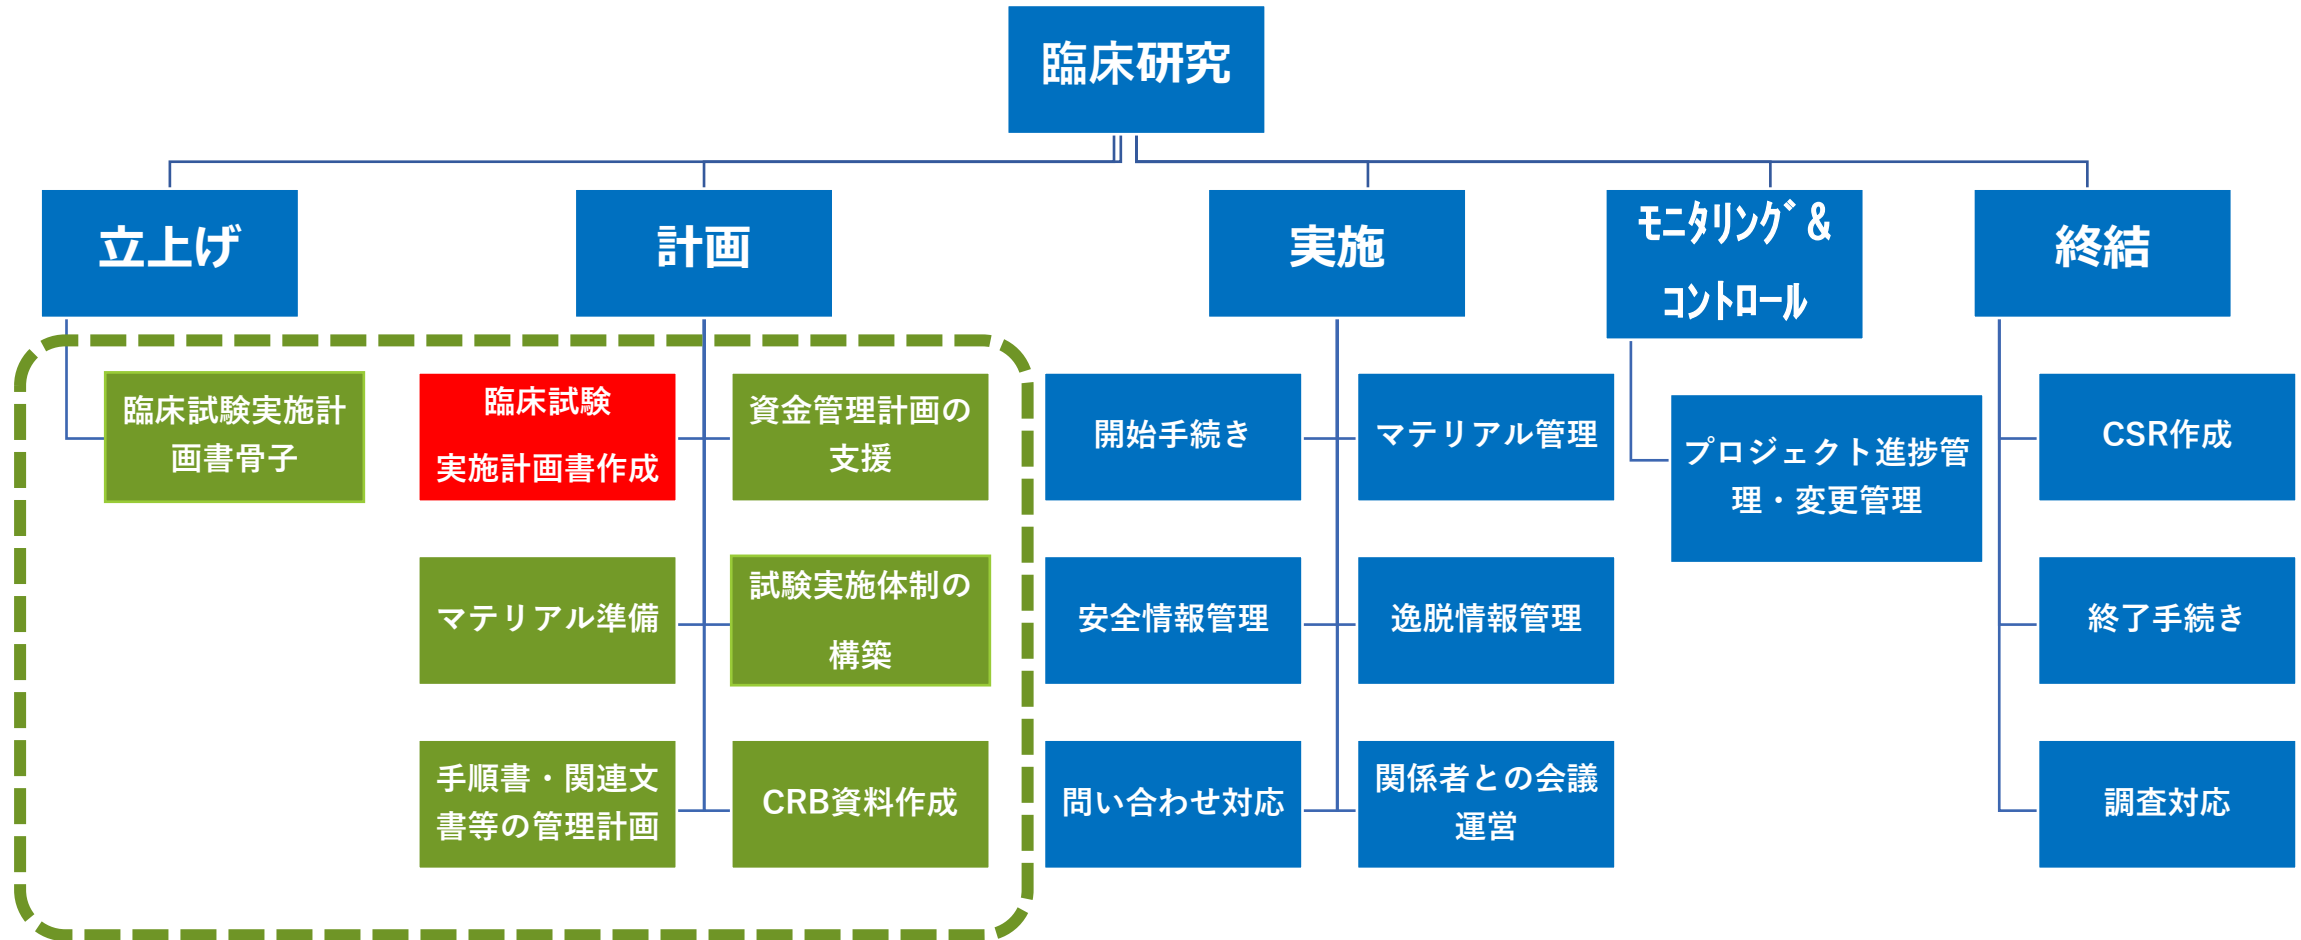 臨床研究
立上げ
計画
実施
ﾓﾆﾀﾘﾝｸﾞ&
ｺﾝﾄﾛｰﾙ
終結
臨床試験実施計
画書骨子
臨床試験
実施計画書作成
資金管理計画の
支援
マテリアル準備
試験実施体制の
構築
手順書・関連文
書等の管理計画
CRB資料作成
開始手続き
マテリアル管理
安全情報管理
逸脱情報管理
問い合わせ対応
関係者との会議
運営
プロジェクト進捗管
理・変更管理
CSR作成
終了手続き
調査対応